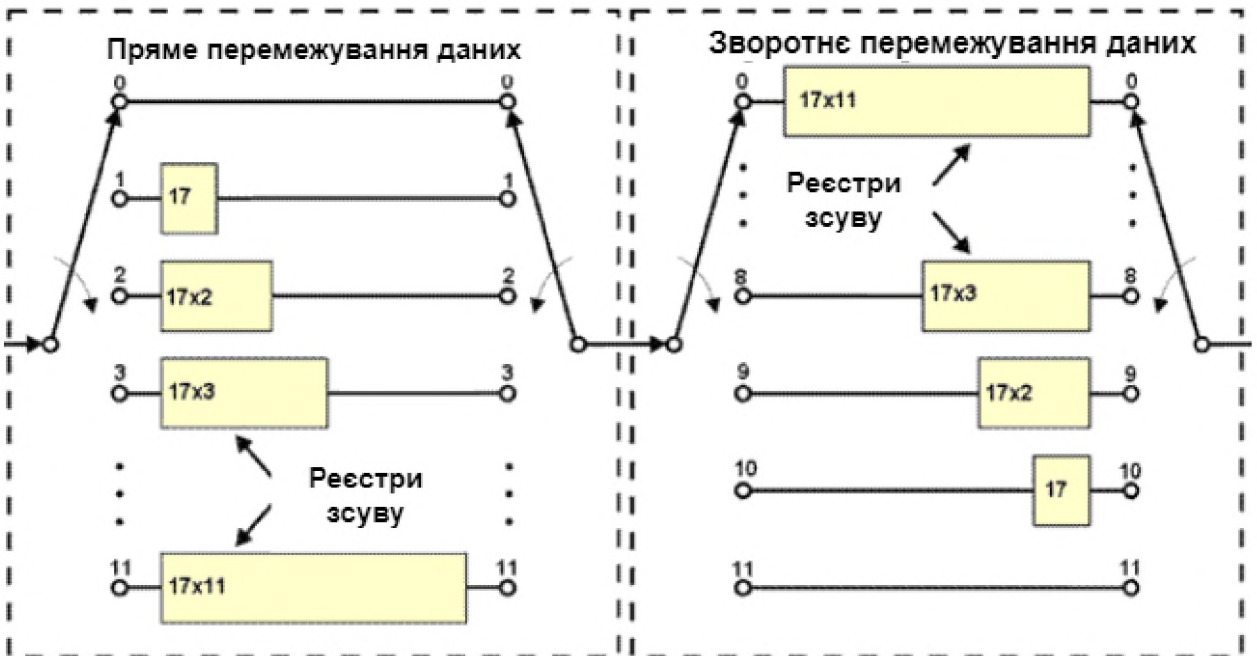 Пряме перемежування даних
0 0
1 17 1
2 17x2 2
3 17x3 3
Реєстри
зсуву
11 17x11 11
Зворотнє перемежування даних
0 17x11 0
Реєстри
зсуву
8 17x3 8
9 17x2 9
10 17 10
11 11